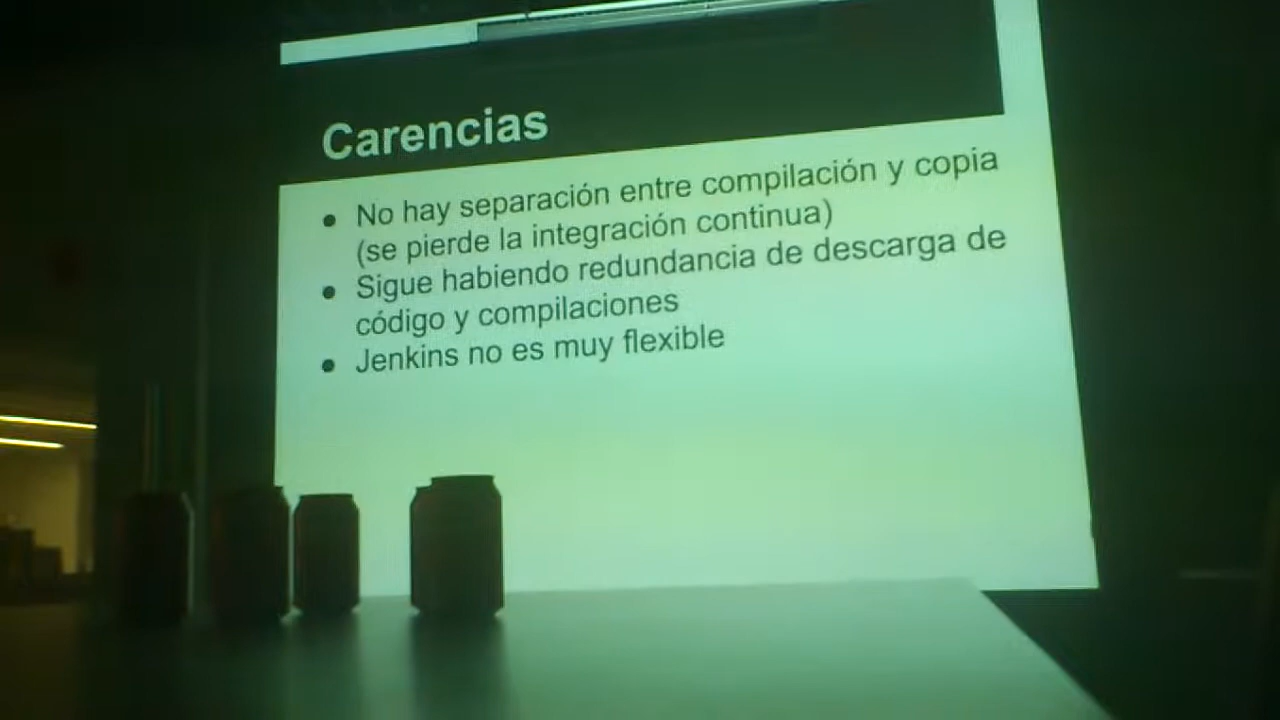 Carencias
No hay separación entre compilación y copia
(se pierde la integración continua)
Sigue habiendo redundancia de descarga de
código y compilaciones
Jenkins no es muy flexible